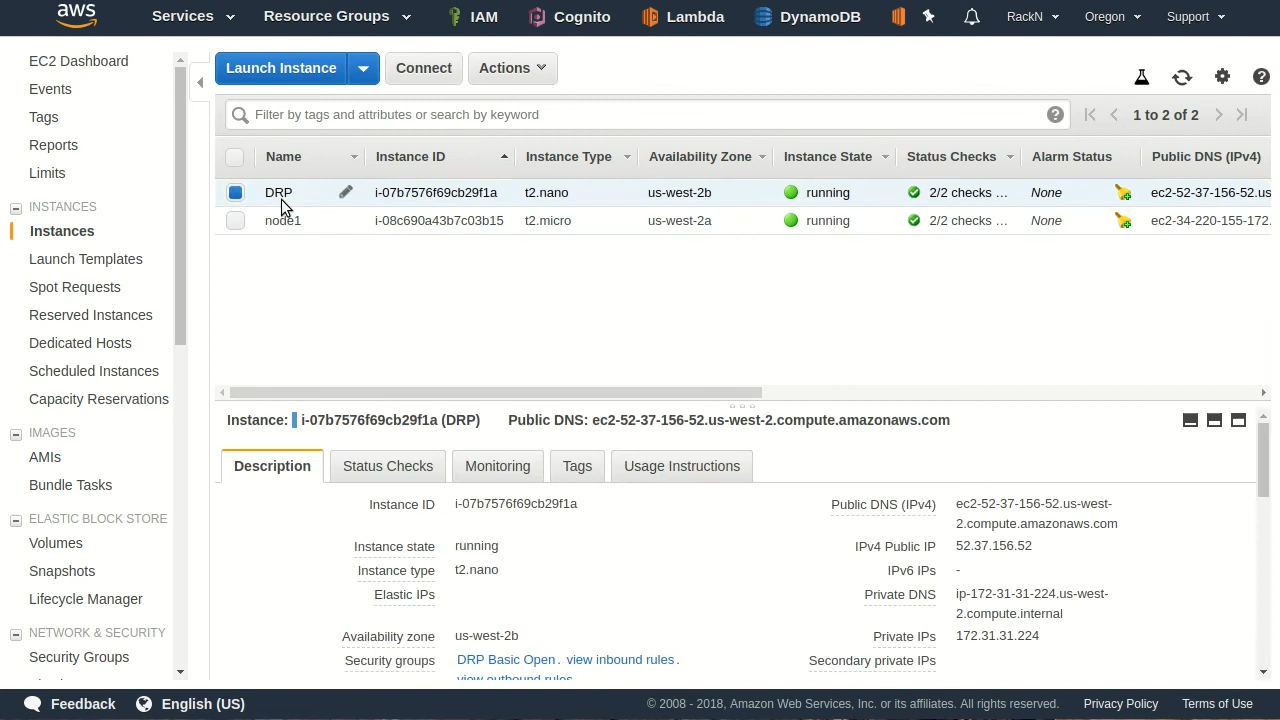 aws Services Resource Groups IAM Cognito Lambda DynamoDB RackN Oregon Support
EC2 Dashboard
Events
Tags
Reports
Limits
INSTANCES
Instances
Launch Templates
Spot Requests
Reserved Instances
Dedicated Hosts
Scheduled Instances
Capacity Reservations
IMAGES
AMIs
Bundle Tasks
ELASTIC BLOCK STORE
Volumes
Snapshots
Lifecycle Manager
NETWORK & SECURITY
Security Groups
Launch Instance Connect Actions
Filter by tags and attributes or search by keyword 1 to 2 of 2
Name Instance ID Instance Type Availability Zone Instance State Status Checks Alarm Status Public DNS (IPv4)
DRP i-07b7576f69cb29f1a t2.nano us-west-2b running 2/2 checks ... None ec2-52-37-156-52.us
node1 i-08c690a43b7c03b15 t2.micro us-west-2a running 2/2 checks ... None ec2-34-220-155-172.
Instance: i-07b7576f69cb29f1a (DRP) Public DNS: ec2-52-37-156-52.us-west-2.compute.amazonaws.com
Description Status Checks Monitoring Tags Usage Instructions
Instance ID i-07b7576f69cb29f1a
Instance state running
Instance type t2.nano
Elastic IPs
Availability zone us-west-2b
Security groups DRP Basic Open . view inbound rules .
view outbound rules
Public DNS (IPv4) ec2-52-37-156-52.us-west-
2.compute.amazonaws.com
IPv4 Public IP 52.37.156.52
IPv6 IPs -
Private DNS ip-172-31-31-224.us-west-
2.compute.internal
Private IPs 172.31.31.224
Secondary private IPs
Feedback English (US) © 2008 - 2018, Amazon Web Services, Inc. or its affiliates. All rights reserved. Privacy Policy Terms of Use